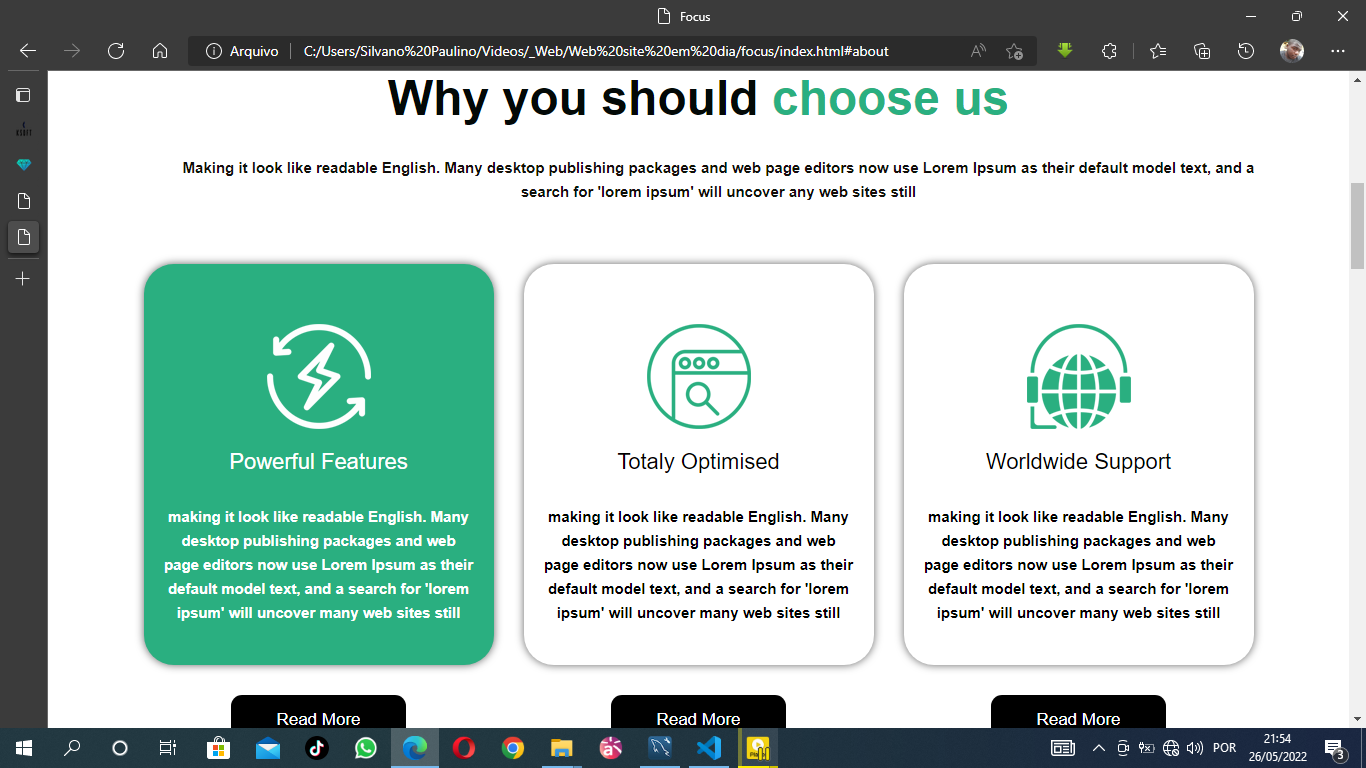 Focus
Arquivo
C:/Users/Silvano%20Paulino/Videos/_Web/Web%20site%20em%20dia/focus/index.html#about
Why you should choose us
Making it look like readable English. Many desktop publishing packages and web page editors now use Lorem Ipsum as their default model text, and a
search for 'lorem ipsum' will uncover any web sites still
Powerful Features
making it look like readable English. Many
desktop publishing packages and web
page editors now use Lorem Ipsum as their
default model text, and a search for 'lorem
ipsum' will uncover many web sites still
Read More
Totaly Optimised
making it look like readable English. Many
desktop publishing packages and web
page editors now use Lorem Ipsum as their
default model text, and a search for 'lorem
ipsum' will uncover many web sites still
Read More
Worldwide Support
making it look like readable English. Many
desktop publishing packages and web
page editors now use Lorem Ipsum as their
default model text, and a search for 'lorem
ipsum' will uncover many web sites still
Read More
POR
21:54
26/05/2022
3